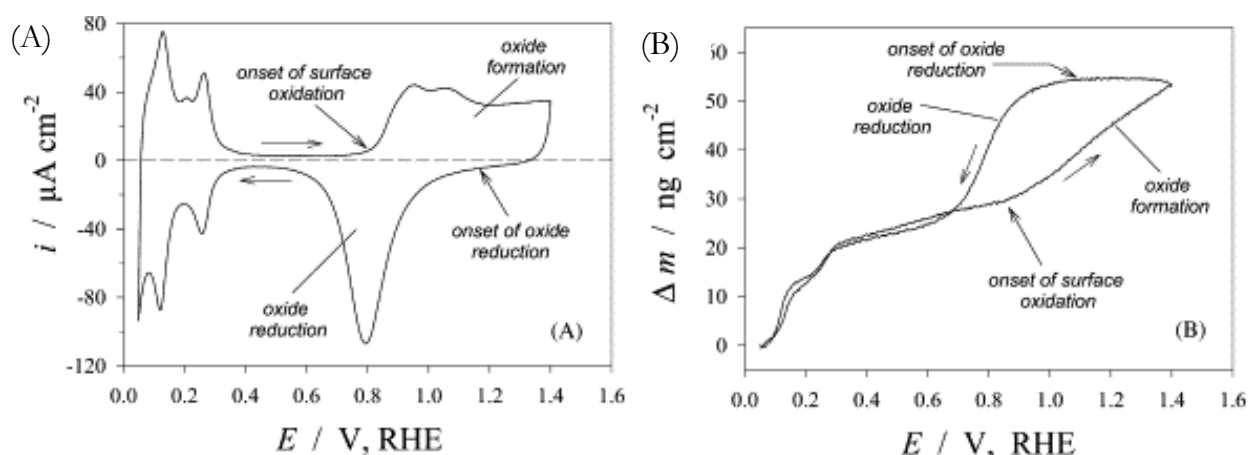 (A)
80
40
0
-40
-80
-120
i / μA cm-2
onset of surface
oxidation
oxide
formation
onset of oxide
reduction
oxide
reduction
(A)
0.0 0.2 0.4 0.6 0.8 1.0 1.2 1.4 1.6
E / V, RHE
(B)
60
50
40
30
20
10
0
Δ m / ng cm-2
onset of oxide
reduction
oxide
reduction
oxide
formation
onset of surface
oxidation
(B)
0.0 0.2 0.4 0.6 0.8 1.0 1.2 1.4 1.6
E / V, RHE